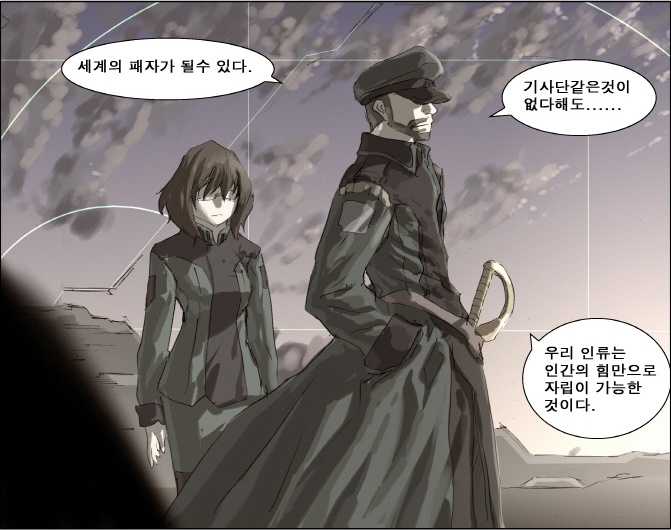 세계의 패자가 될수 있다.
기사단같은것이
없다해도......
우리 인류는
인간의 힘만으로
자립이 가능한
것이다.